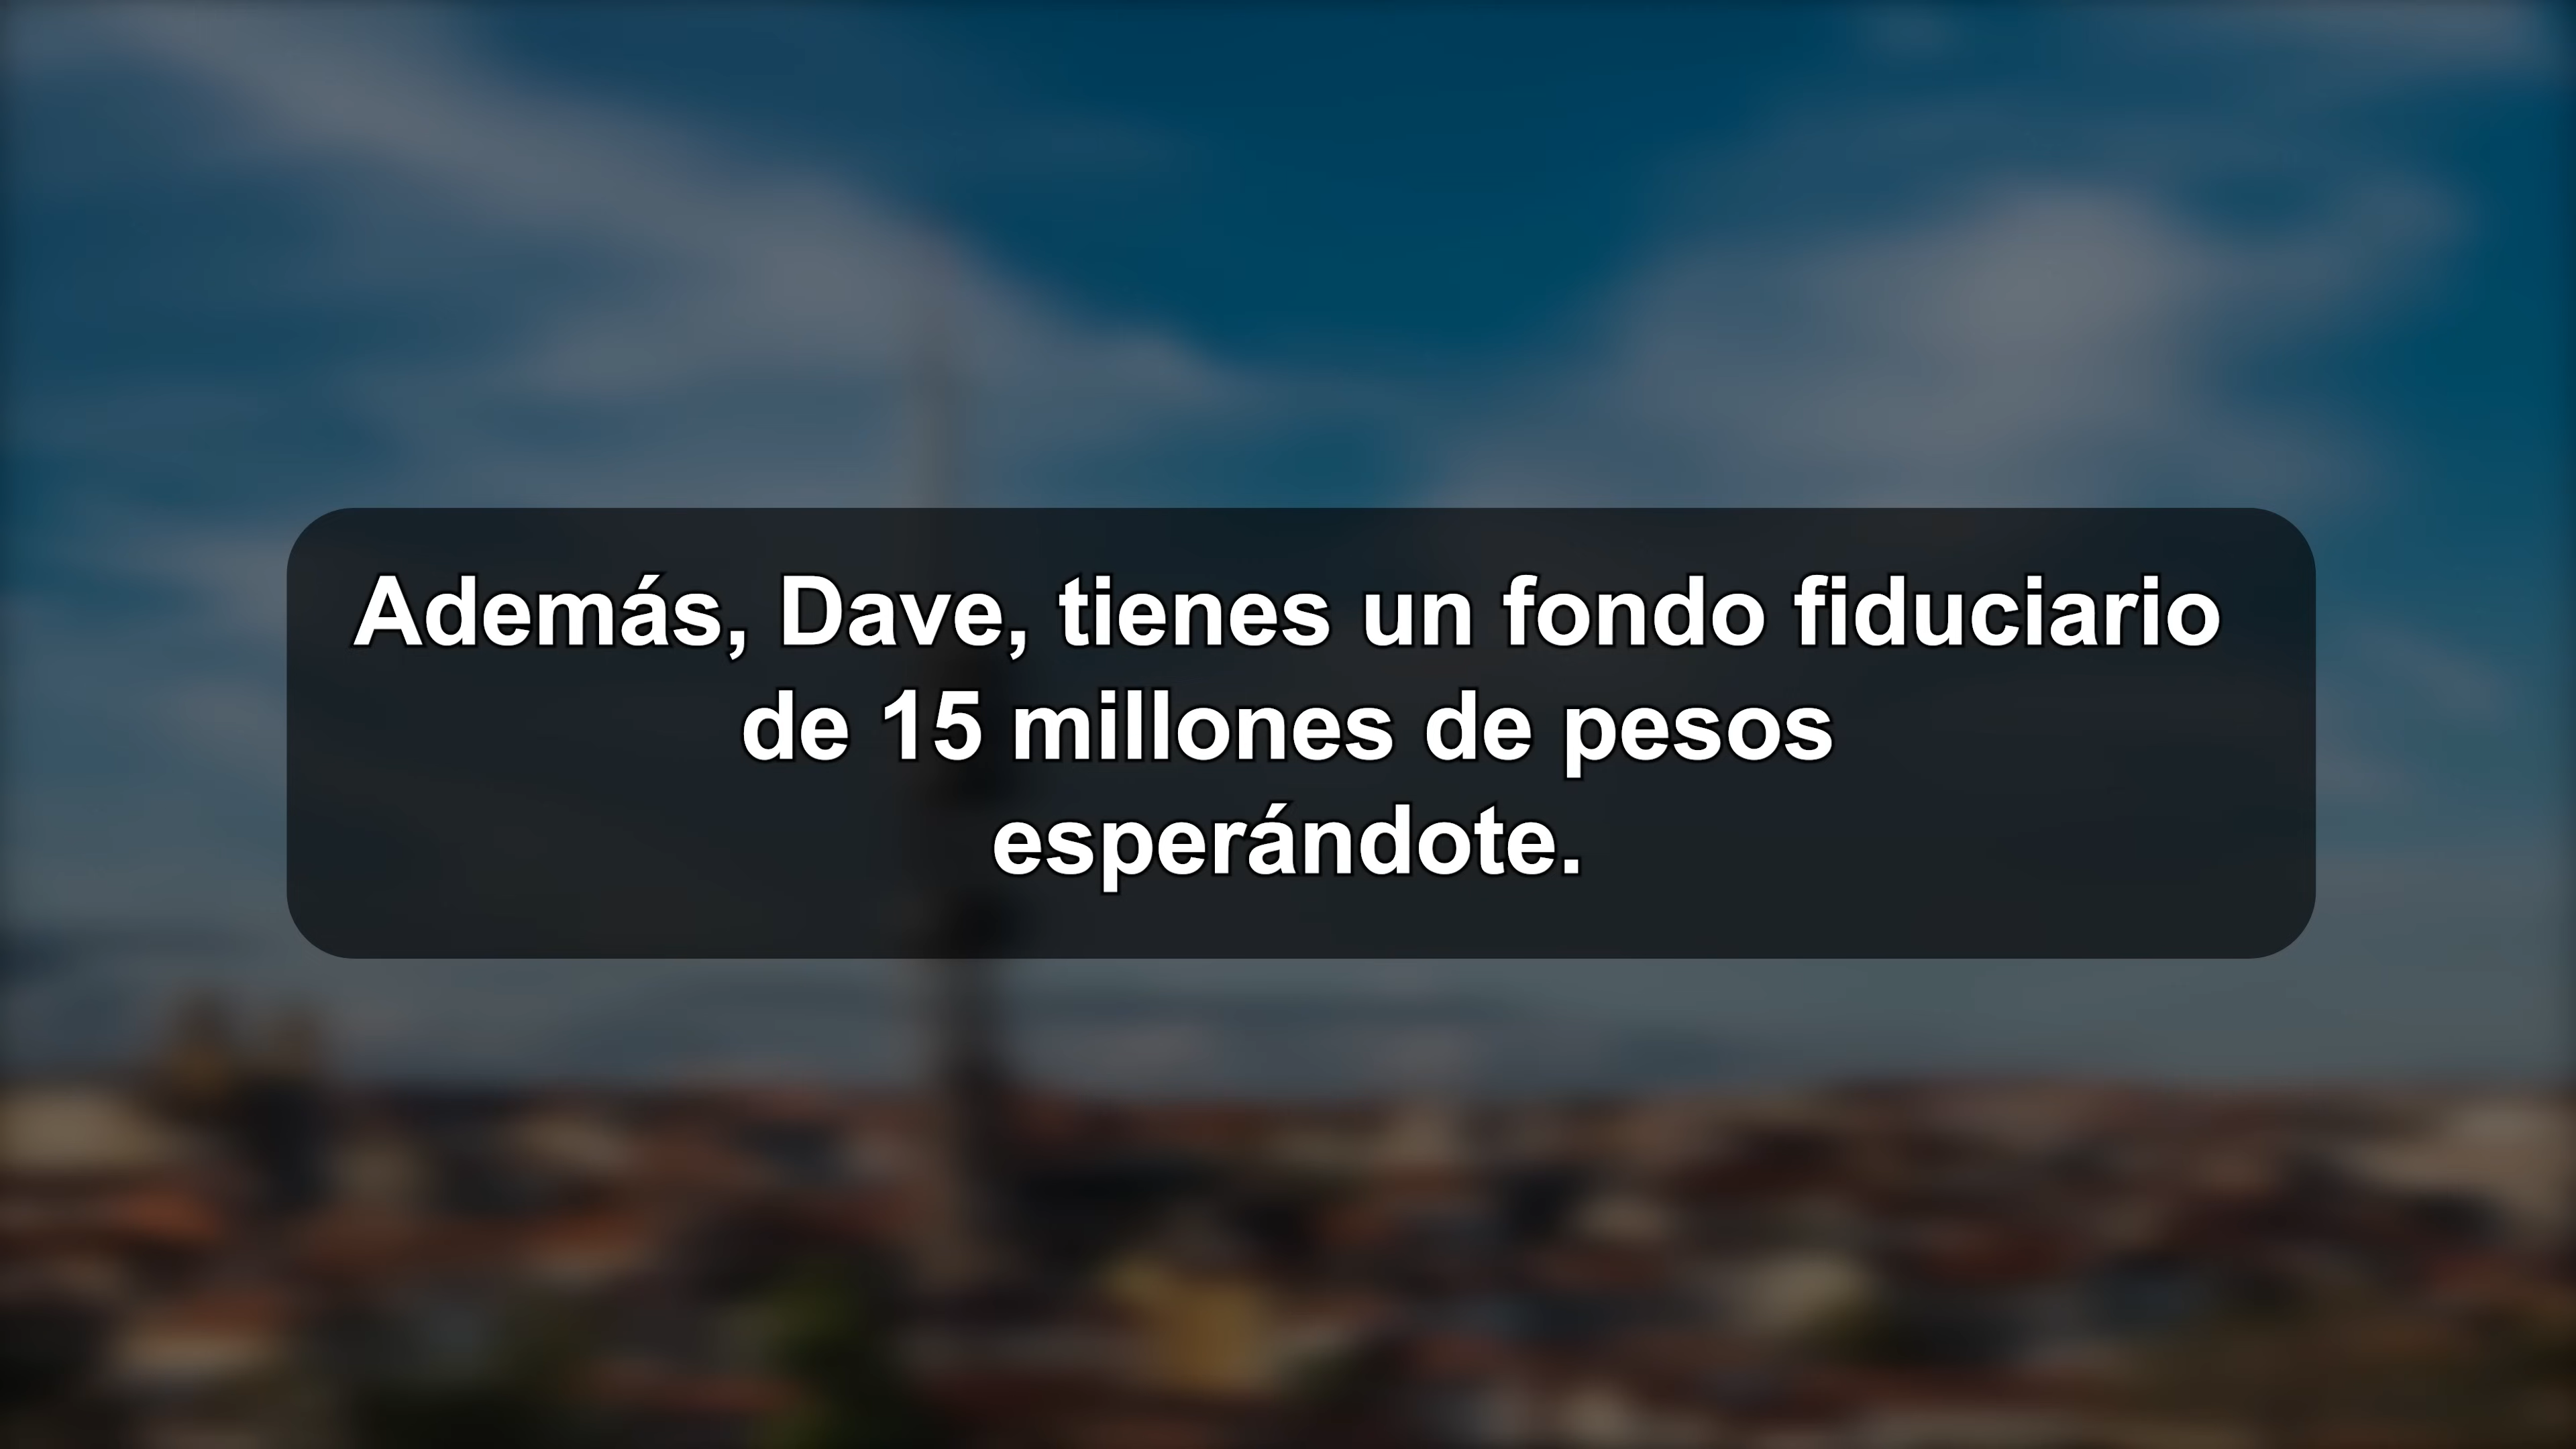 Además, Dave, tienes un fondo fiduciario
de 15 millones de pesos
esperándote.